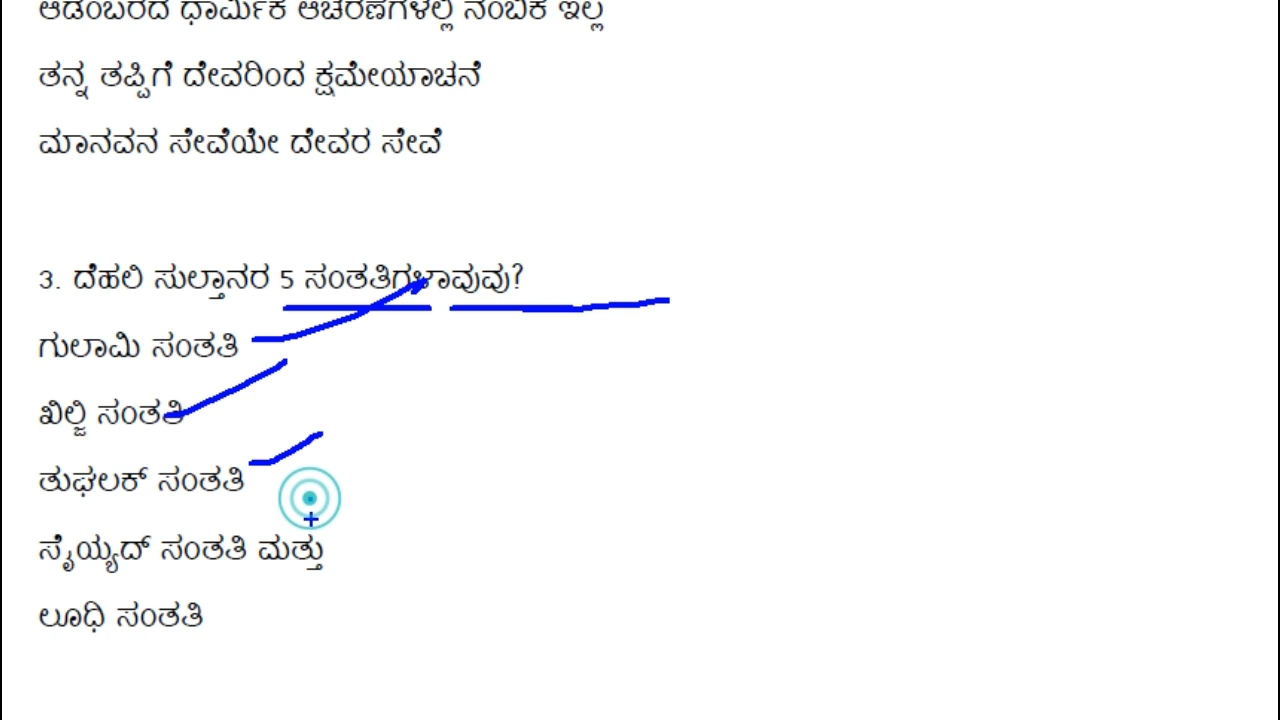 ಆಡಂಬರದ ಧಾರ್ಮಿಕ ಆಚರಣೆಗಳಲ್ಲಿ ನಂಬಿಕೆ ಇಲ್ಲ
ತನ್ನ ತಪ್ಪಿಗೆ ದೇವರಿಂದ ಕ್ಷಮೇಯಾಚನೆ
ಮಾನವನ ಸೇವೆಯೇ ದೇವರ ಸೇವೆ
3. ದೆಹಲಿ ಸುಲ್ತಾನರ 5 ಸಂತತಿಗಳಾವುವು?
ಗುಲಾಮಿ ಸಂತತಿ
ಖಿಲ್ಜಿ ಸಂತತಿ
ತುಘಲಕ್ ಸಂತತಿ
ಸೈಯ್ಯದ್ ಸಂತತಿ ಮತ್ತು
ಲೂಧಿ ಸಂತತಿ